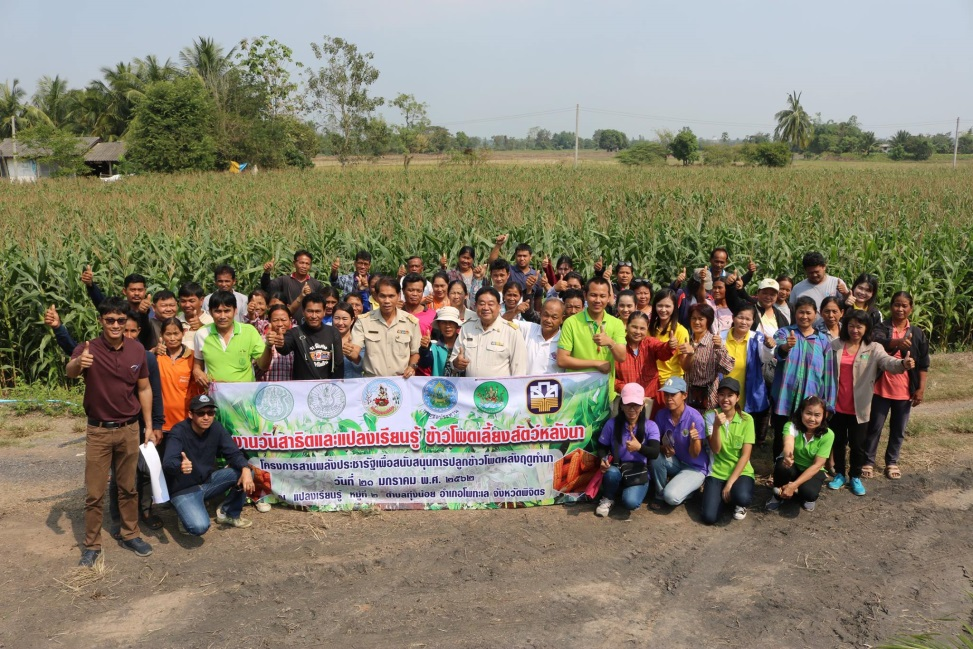 งานวันสาธิตและแปลงเรียนรู้ ข้าวโพดเลี้ยงสัตว์หลังนา
โครงการสานพลังประชารัฐเพื่อสนับสนุนการปลูกข้าวโพดหลังฤดูทำนา
วันที่ ๒๐ มกราคม พ.ศ. ๒๕๖๒
แปลงเรียนรู้ หมู่ที่ ๒ ตำบลทุ่งน้อย อำเภอโพทะเล จังหวัดพิจิตร